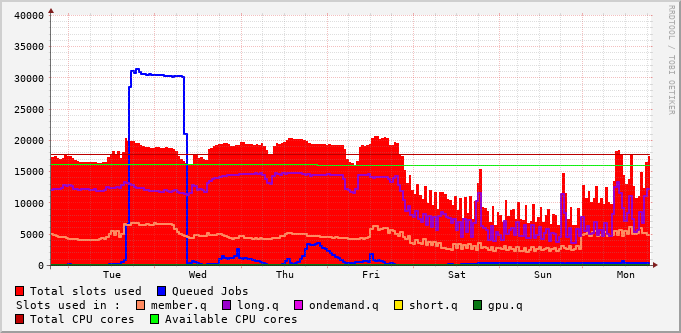 RRDTOOL / TOBI OETIKER
40000
35000
30000
25000
20000
15000
10000
5000
0
Tue Wed Thu Fri Sat Sun Mon
Total slots used Queued Jobs
Slots used in : member.q long.q ondemand.q short.q gpu.q
Total CPU cores Available CPU cores